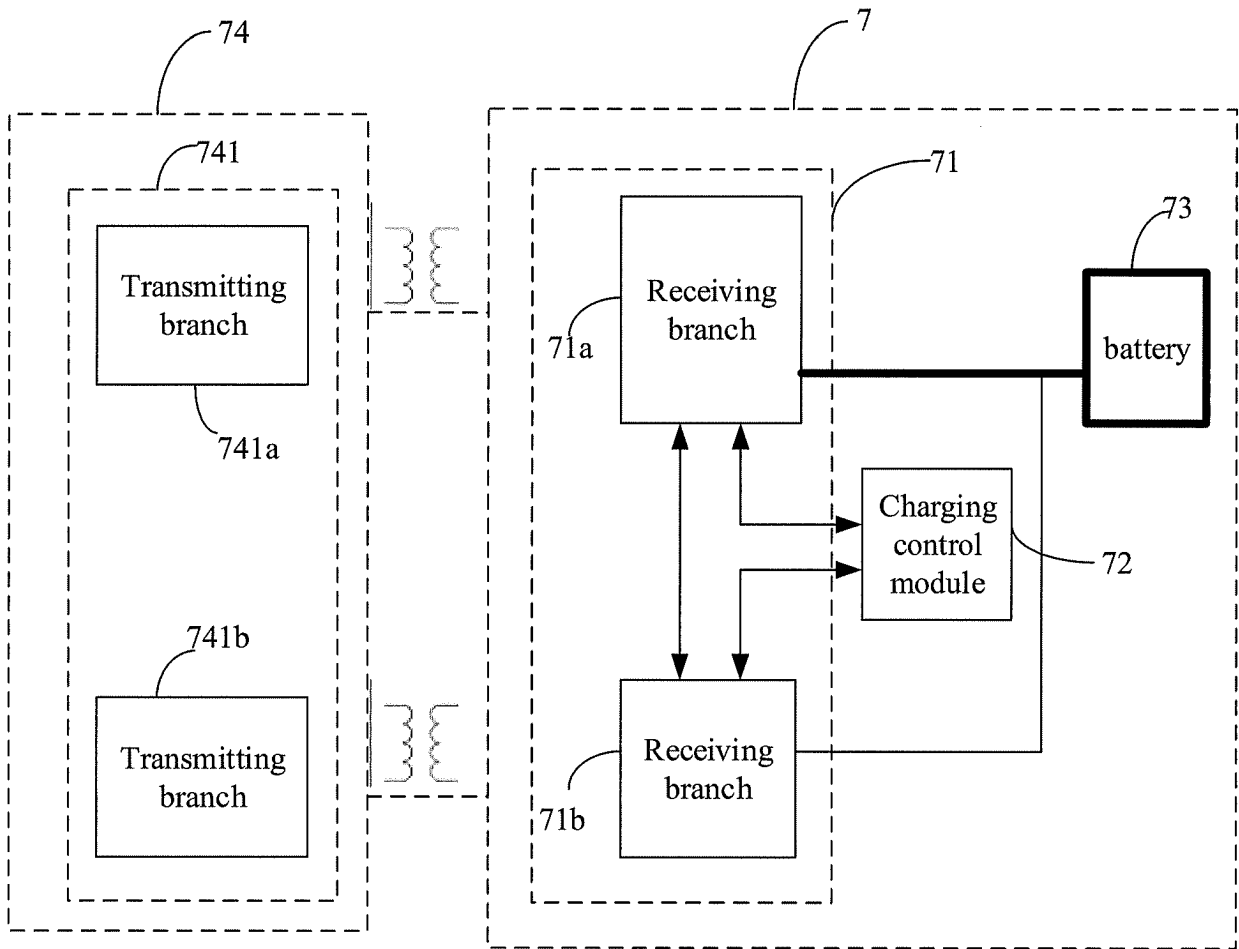 74
7
741
71
73
Transmitting
branch
Receiving
branch
71a
battery
741a
Charging
control
module
72
741b
Transmitting
branch
Receiving
branch
71b